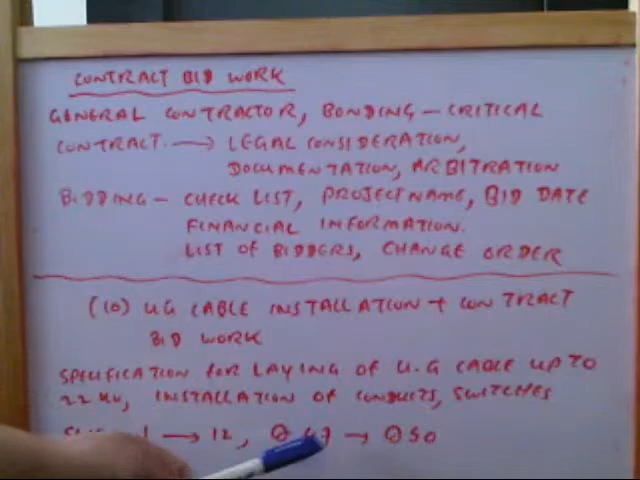 CONTRACT BID WORK
GENERAL CONTRACTOR, BONDING - CRITICAL
CONTRACT. → LEGAL CONSIDERATION,
DOCUMENTATION, ARBITRATION
BIDDING - CHECK LIST, PROJECT NAME, BID DATE
FINANCIAL INFORMATION.
LIST OF BIDDERS, CHANGE ORDER
(10) UG CABLE INSTALLATION + CONTRACT
BID WORK
SPECIFICATION FOR LAYING OF U.G CABLE UP TO
22 KV, INSTALLATION OF CONDUITS, SWITCHES
1 → 12, Q 47 → Q50